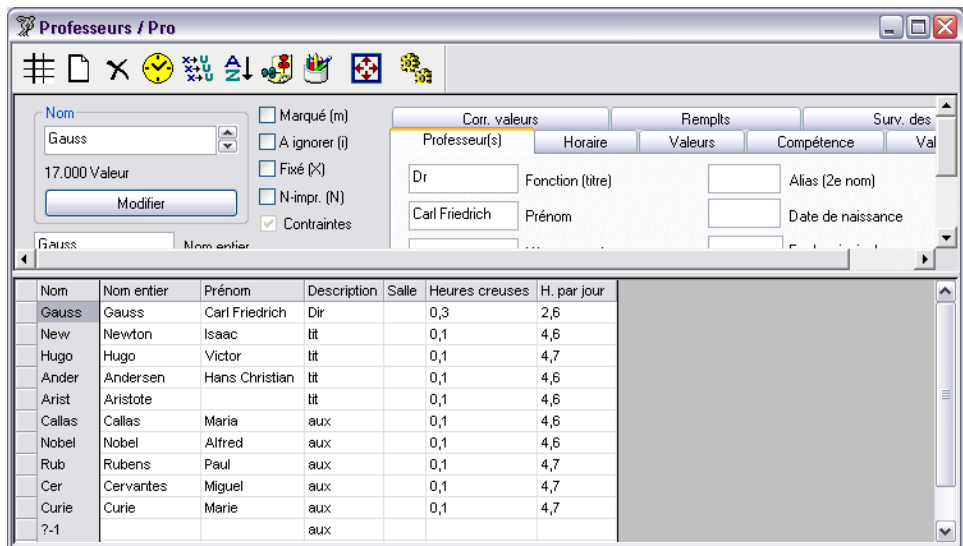 Professeurs / Pro
Nom
Gauss
17.000 Valeur
Modifier
Gauss Nom entier
Marqué (m)
A ignorer (i)
Fixé (X)
N-impr. (N)
Contraintes
Corr. valeurs Remplts Surv. des
Professeur(s) Horaire Valeurs Compétence Val
Dr Fonction (titre) Alias (2e nom)
Carl Friedrich Prénom Date de naissance
Nom Nom entier Prénom Description Salle Heures creuses H. par jour
Gauss Gauss Carl Friedrich Dir 0,3 2,6
New Newton Isaac tit 0,1 4,6
Hugo Hugo Victor tit 0,1 4,7
Ander Andersen Hans Christian tit 0,1 4,6
Arist Aristote tit 0,1 4,6
Callas Callas Maria aux 0,1 4,6
Nobel Nobel Alfred aux 0,1 4,6
Rub Rubens Paul aux 0,1 4,7
Cer Cervantes Miguel aux 0,1 4,7
Curie Curie Marie aux 0,1 4,7
?-1 aux